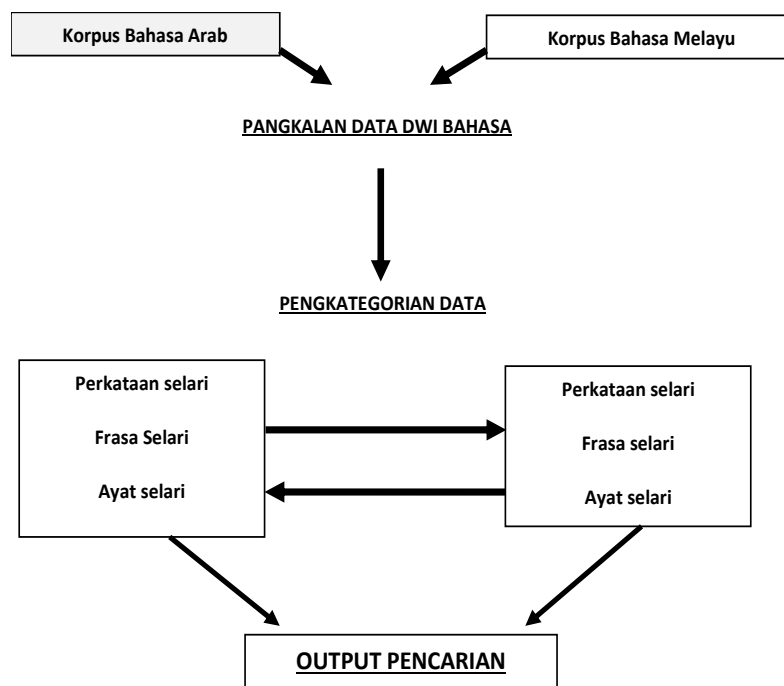 Korpus Bahasa Arab
Korpus Bahasa Melayu
PANGKALAN DATA DWI BAHASA
PENGKATEGORIAN DATA
Perkataan selari
Frasa Selari
Ayat selari
Perkataan selari
Frasa selari
Ayat selari
OUTPUT PENCARIAN